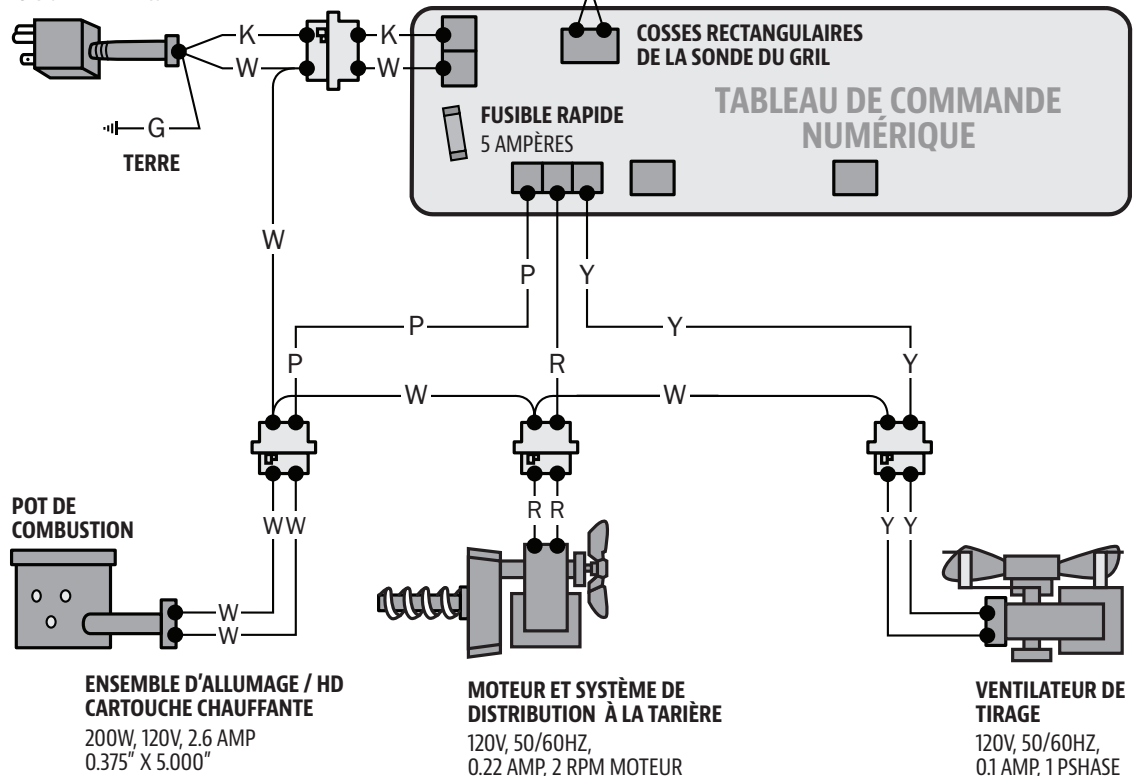 K
K
W
W
G
TERRE
COSSES RECTANGULAIRES
DE LA SONDE DU GRIL
TABLEAU DE COMMANDE
NUMÉRIQUE
FUSIBLE RAPIDE
5 AMPÈRES
W
P
Y
P
Y
P
R
Y
W
W
POT DE
COMBUSTION
W W
R R
Y Y
W
W
ENSEMBLE D'ALLUMAGE / HD
CARTOUCHE CHAUFFANTE
200W, 120V, 2.6 AMP
0.375" X 5.000"
MOTEUR ET SYSTÈME DE
DISTRIBUTION À LA TARIÈRE
120V, 50/60HZ,
0.22 AMP, 2 RPM MOTEUR
VENTILATEUR DE
TIRAGE
120V, 50/60HZ,
0.1 AMP, 1 PSHASE